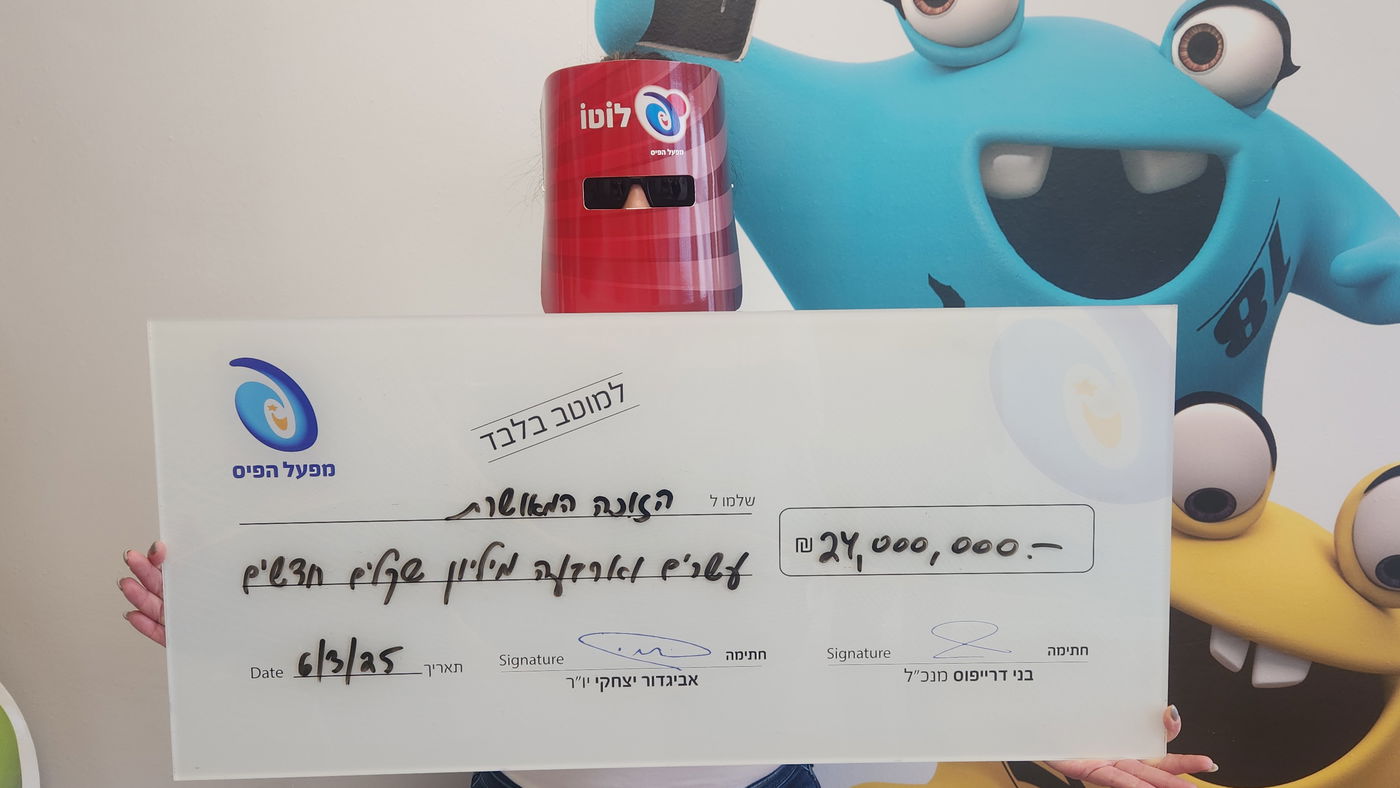 לוטו
מפעל הפיס
18
מפעל הפיס
למוטב בלבד
שלמו ל הזוכה המאושרת
₪ 24,000,000.—
עשרים וארבעה מיליון שקלים חדשים
Date 6/3/25 תאריך
Signature חתימה
אביגדור יצחקי יו"ר
Signature חתימה
בני דרייפוס מנכ"ל